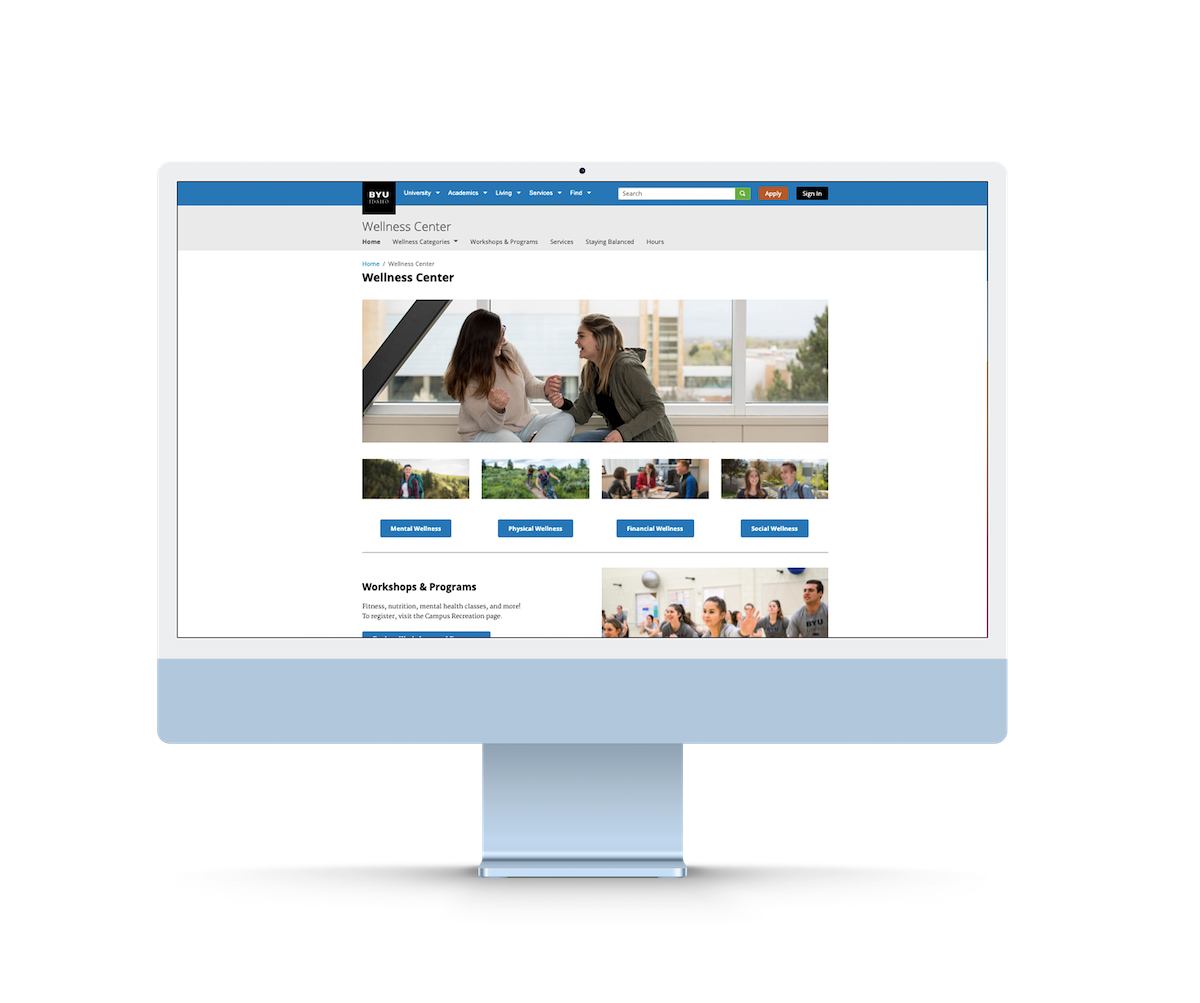 BYU
IDAHO
University Academics Living Services Find Search Apply Sign In
Wellness Center
Home Wellness Categories Workshops & Programs Services Staying Balanced Hours
Home / Wellness Center
Wellness Center
Mental Wellness Physical Wellness Financial Wellness Social Wellness
Workshops & Programs
Fitness, nutrition, mental health classes, and more!
To register, visit the Campus Recreation page.
BYU